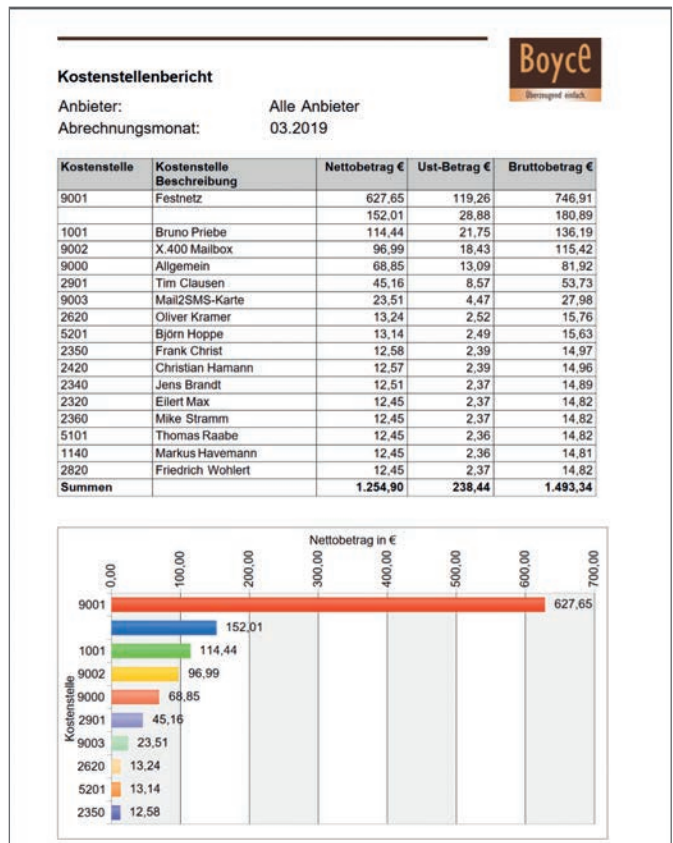 Boyce
Überzeugend einfach.
Kostenstellenbericht
Anbieter: Alle Anbieter
Abrechnungsmonat: 03.2019
Kostenstelle Kostenstelle Beschreibung Nettobetrag € Ust-Betrag € Bruttobetrag €
9001 Festnetz 627,65 119,26 746,91
152,01 28,88 180,89
1001 Bruno Priebe 114,44 21,75 136,19
9002 X.400 Mailbox 96,99 18,43 115,42
9000 Allgemein 68,85 13,09 81,92
2901 Tim Clausen 45,16 8,57 53,73
9003 Mail2SMS-Karte 23,51 4,47 27,98
2620 Oliver Kramer 13,24 2,52 15,76
5201 Björn Hoppe 13,14 2,49 15,63
2350 Frank Christ 12,58 2,39 14,97
2420 Christian Hamann 12,57 2,39 14,96
2340 Jens Brandt 12,51 2,37 14,89
2320 Eilert Max 12,45 2,37 14,82
2360 Mike Stramm 12,45 2,37 14,82
5101 Thomas Raabe 12,45 2,36 14,82
1140 Markus Havemann 12,45 2,36 14,81
2820 Friedrich Wohlert 12,45 2,37 14,82
Summen 1.254,90 238,44 1.493,34
Nettobetrag in €
0,00 100,00 200,00 300,00 400,00 500,00 600,00 700,00
Kostenstelle
9001 627,65
152,01
1001 114,44
9002 96,99
9000 68,85
2901 45,16
9003 23,51
2620 13,24
5201 13,14
2350 12,58